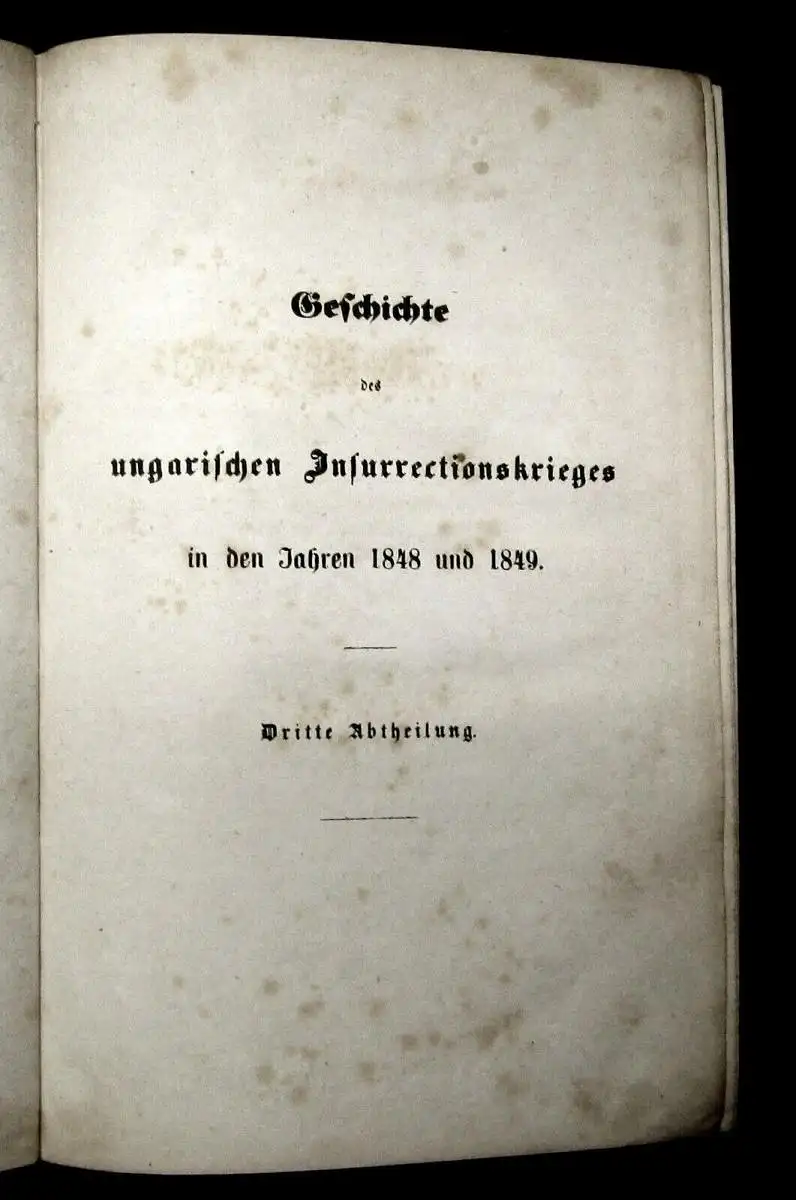 Geschichte
des
ungarischen Insurrectionskrieges
in den Jahren 1848 und 1849.
Dritte Abtheilung.